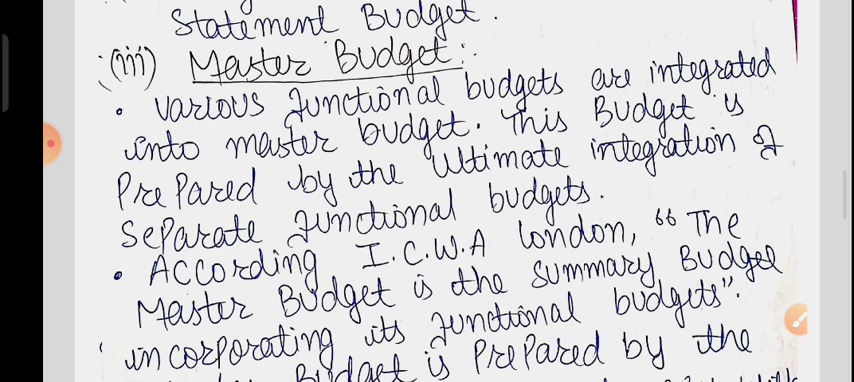 Statement Budget.
(iii) Master Budget:-
• Various functional budgets are integrated
into master budget. This Budget is
Prepared by the Ultimate integration of
Separate functional budgets.
• According I.C.W.A London, "The
Master Budget is the summary Budget
incorporating its functional budgets".
Budget is Prepared by the